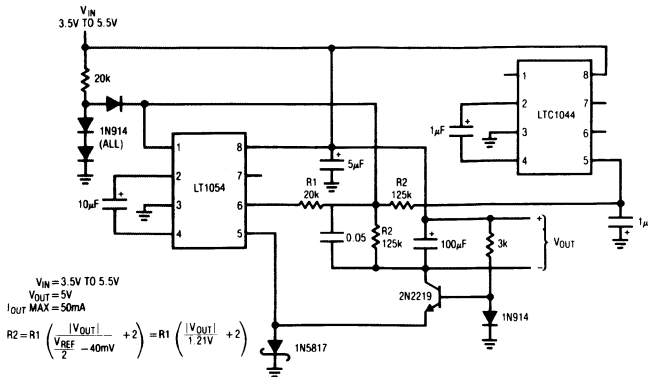 VIN
3.5V TO 5.5V
20k
1N914
(ALL)
1
2
3
4
8
7
6
5
LT1054
10µF
5µF
R1
20k
R2
125k
0.05
R2
125k
100µF
3k
VOUT
+
−
2N2219
1N914
1N5817
1
2
3
4
8
7
6
5
LTC1044
1µF
1µ
VIN = 3.5V TO 5.5V
VOUT = 5V
IOUT MAX = 50mA
R2 = R1 ( |VOUT| / (VREF/2 − 40mV) + 2 ) = R1 ( |VOUT| / 1.21V + 2 )